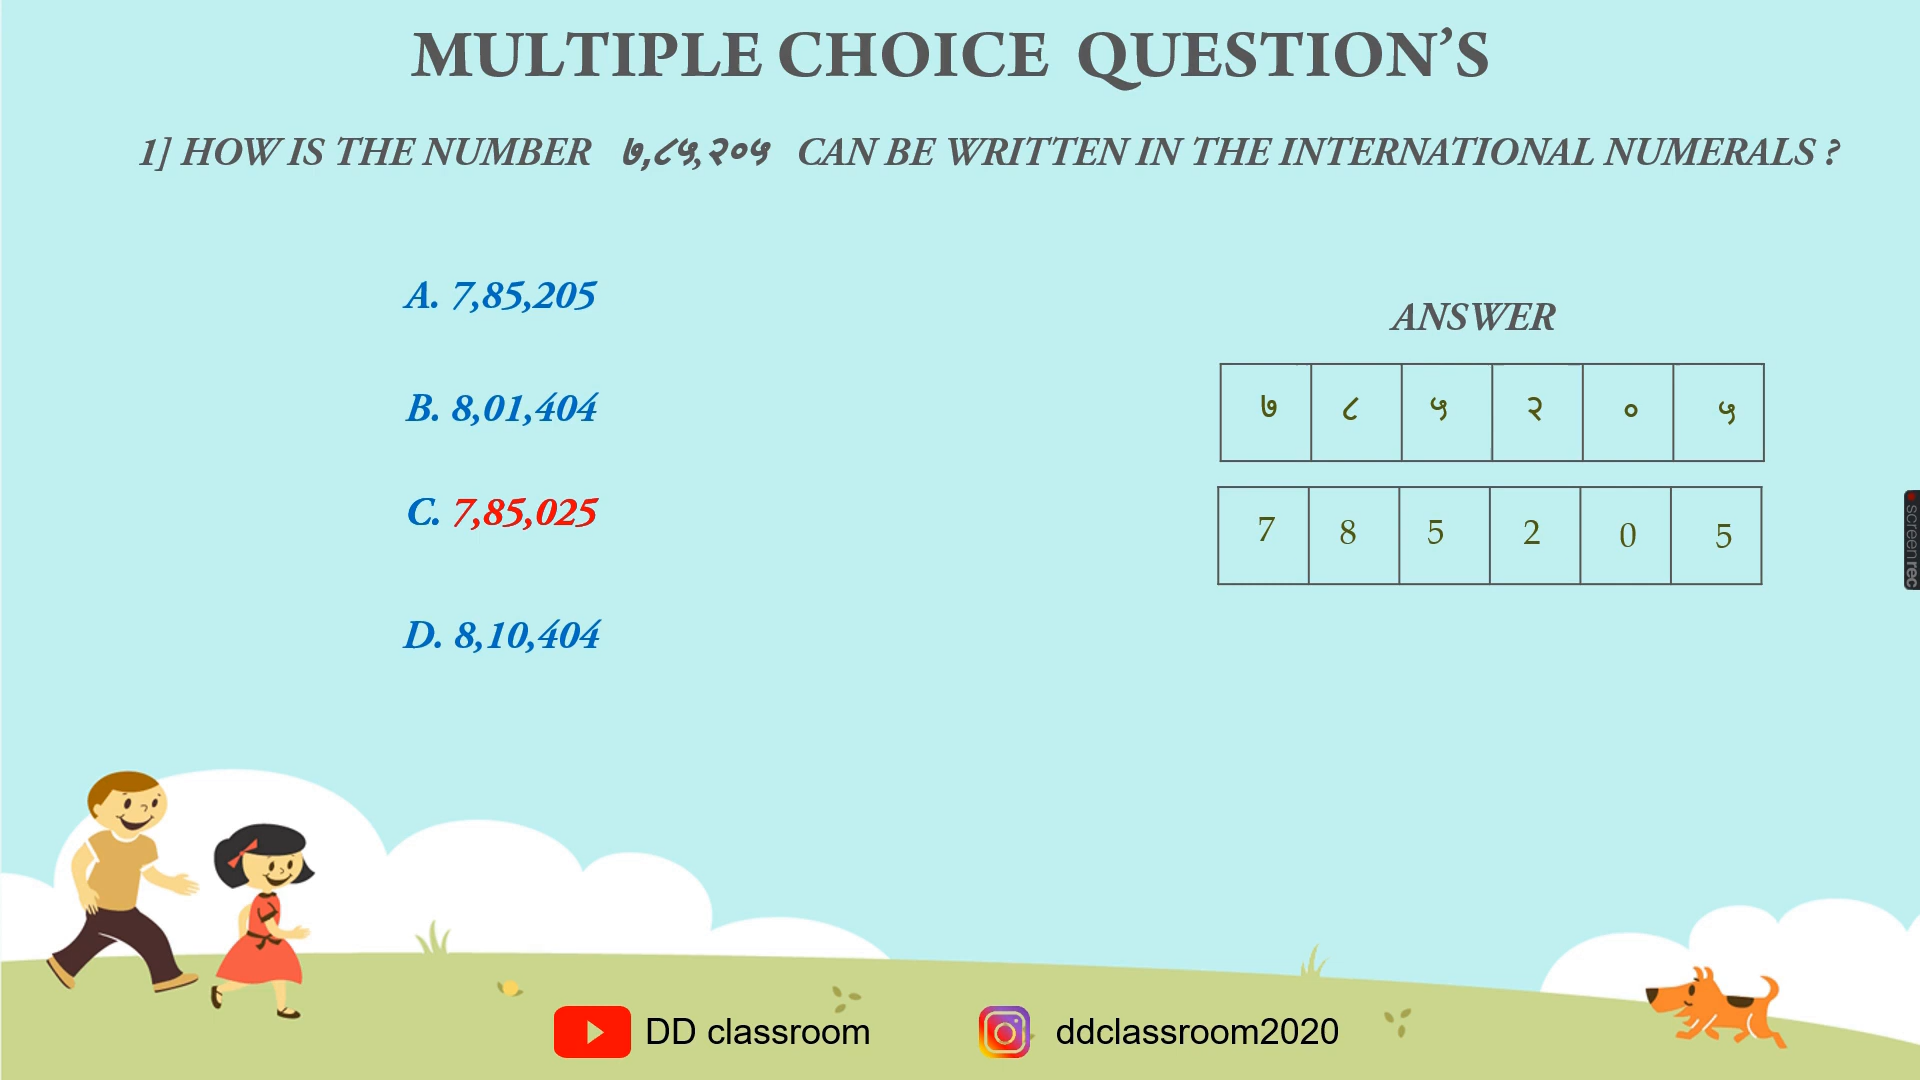 MULTIPLE CHOICE QUESTION’S
1] HOW IS THE NUMBER ७,८५,२०५ CAN BE WRITTEN IN THE INTERNATIONAL NUMERALS ?
A. 7,85,205
B. 8,01,404
C. 7,85,025
D. 8,10,404
ANSWER
७ ८ ५ २ ० ५
7 8 5 2 0 5
screenrec
DD classroom
ddclassroom2020